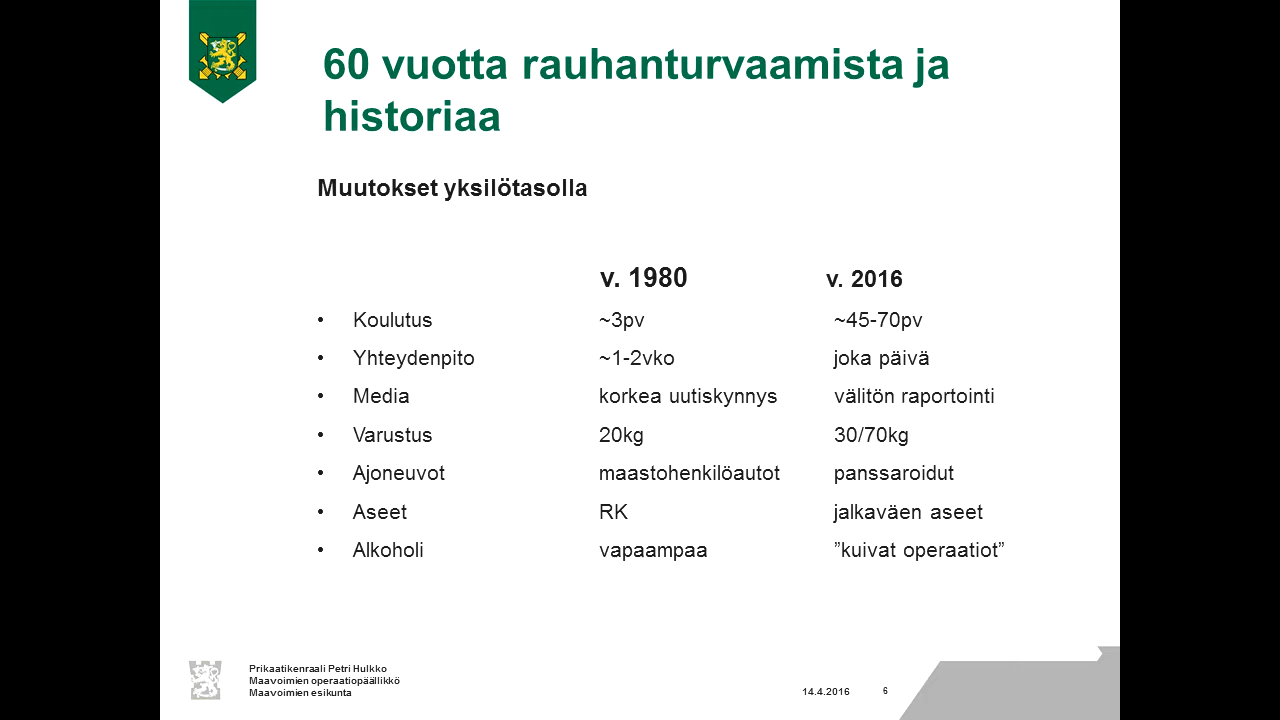 60 vuotta rauhanturvaamista ja
historiaa
Muutokset yksilötasolla
v. 1980 v. 2016
• Koulutus ~3pv ~45-70pv
• Yhteydenpito ~1-2vko joka päivä
• Media korkea uutiskynnys välitön raportointi
• Varustus 20kg 30/70kg
• Ajoneuvot maastohenkilöautot panssaroidut
• Aseet RK jalkaväen aseet
• Alkoholi vapaampaa ”kuivat operaatiot”
Prikaatikenraali Petri Hulkko
Maavoimien operaatiopäällikkö
Maavoimien esikunta
14.4.2016 6